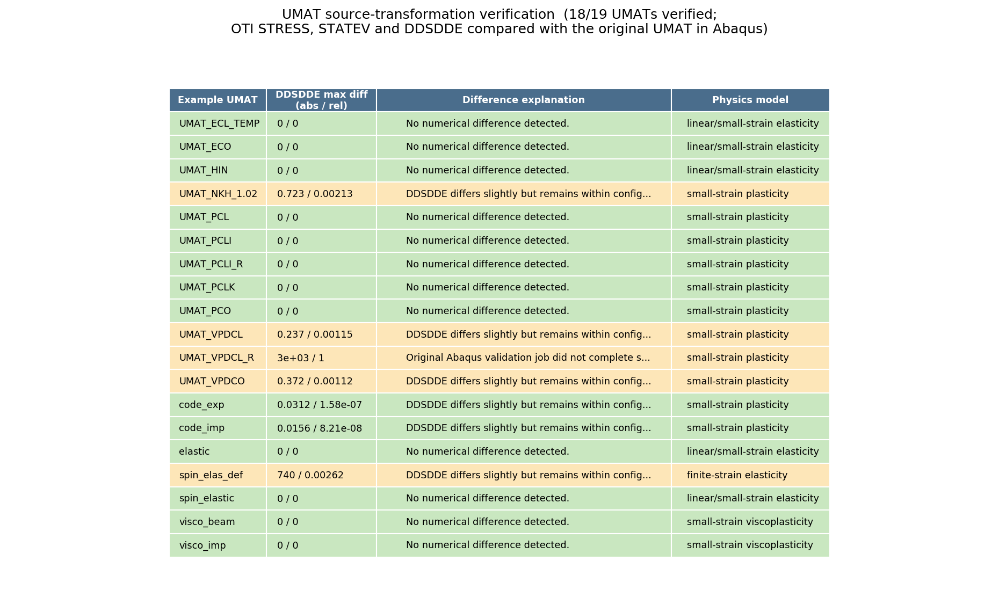 UMAT source-transformation verification  (18/19 UMATs verified;
OTI STRESS, STATEV and DDSDDE compared with the original UMAT in Abaqus)
Example UMAT | DDSDDE max diff (abs / rel) | Difference explanation | Physics model
UMAT_ECL_TEMP | 0 / 0 | No numerical difference detected. | linear/small-strain elasticity
UMAT_ECO | 0 / 0 | No numerical difference detected. | linear/small-strain elasticity
UMAT_HIN | 0 / 0 | No numerical difference detected. | linear/small-strain elasticity
UMAT_NKH_1.02 | 0.723 / 0.00213 | DDSDDE differs slightly but remains within config... | small-strain plasticity
UMAT_PCL | 0 / 0 | No numerical difference detected. | small-strain plasticity
UMAT_PCLI | 0 / 0 | No numerical difference detected. | small-strain plasticity
UMAT_PCLI_R | 0 / 0 | No numerical difference detected. | small-strain plasticity
UMAT_PCLK | 0 / 0 | No numerical difference detected. | small-strain plasticity
UMAT_PCO | 0 / 0 | No numerical difference detected. | small-strain plasticity
UMAT_VPDCL | 0.237 / 0.00115 | DDSDDE differs slightly but remains within config... | small-strain plasticity
UMAT_VPDCL_R | 3e+03 / 1 | Original Abaqus validation job did not complete s... | small-strain plasticity
UMAT_VPDCO | 0.372 / 0.00112 | DDSDDE differs slightly but remains within config... | small-strain plasticity
code_exp | 0.0312 / 1.58e-07 | DDSDDE differs slightly but remains within config... | small-strain plasticity
code_imp | 0.0156 / 8.21e-08 | DDSDDE differs slightly but remains within config... | small-strain plasticity
elastic | 0 / 0 | No numerical difference detected. | linear/small-strain elasticity
spin_elas_def | 740 / 0.00262 | DDSDDE differs slightly but remains within config... | finite-strain elasticity
spin_elastic | 0 / 0 | No numerical difference detected. | linear/small-strain elasticity
visco_beam | 0 / 0 | No numerical difference detected. | small-strain viscoplasticity
visco_imp | 0 / 0 | No numerical difference detected. | small-strain viscoplasticity